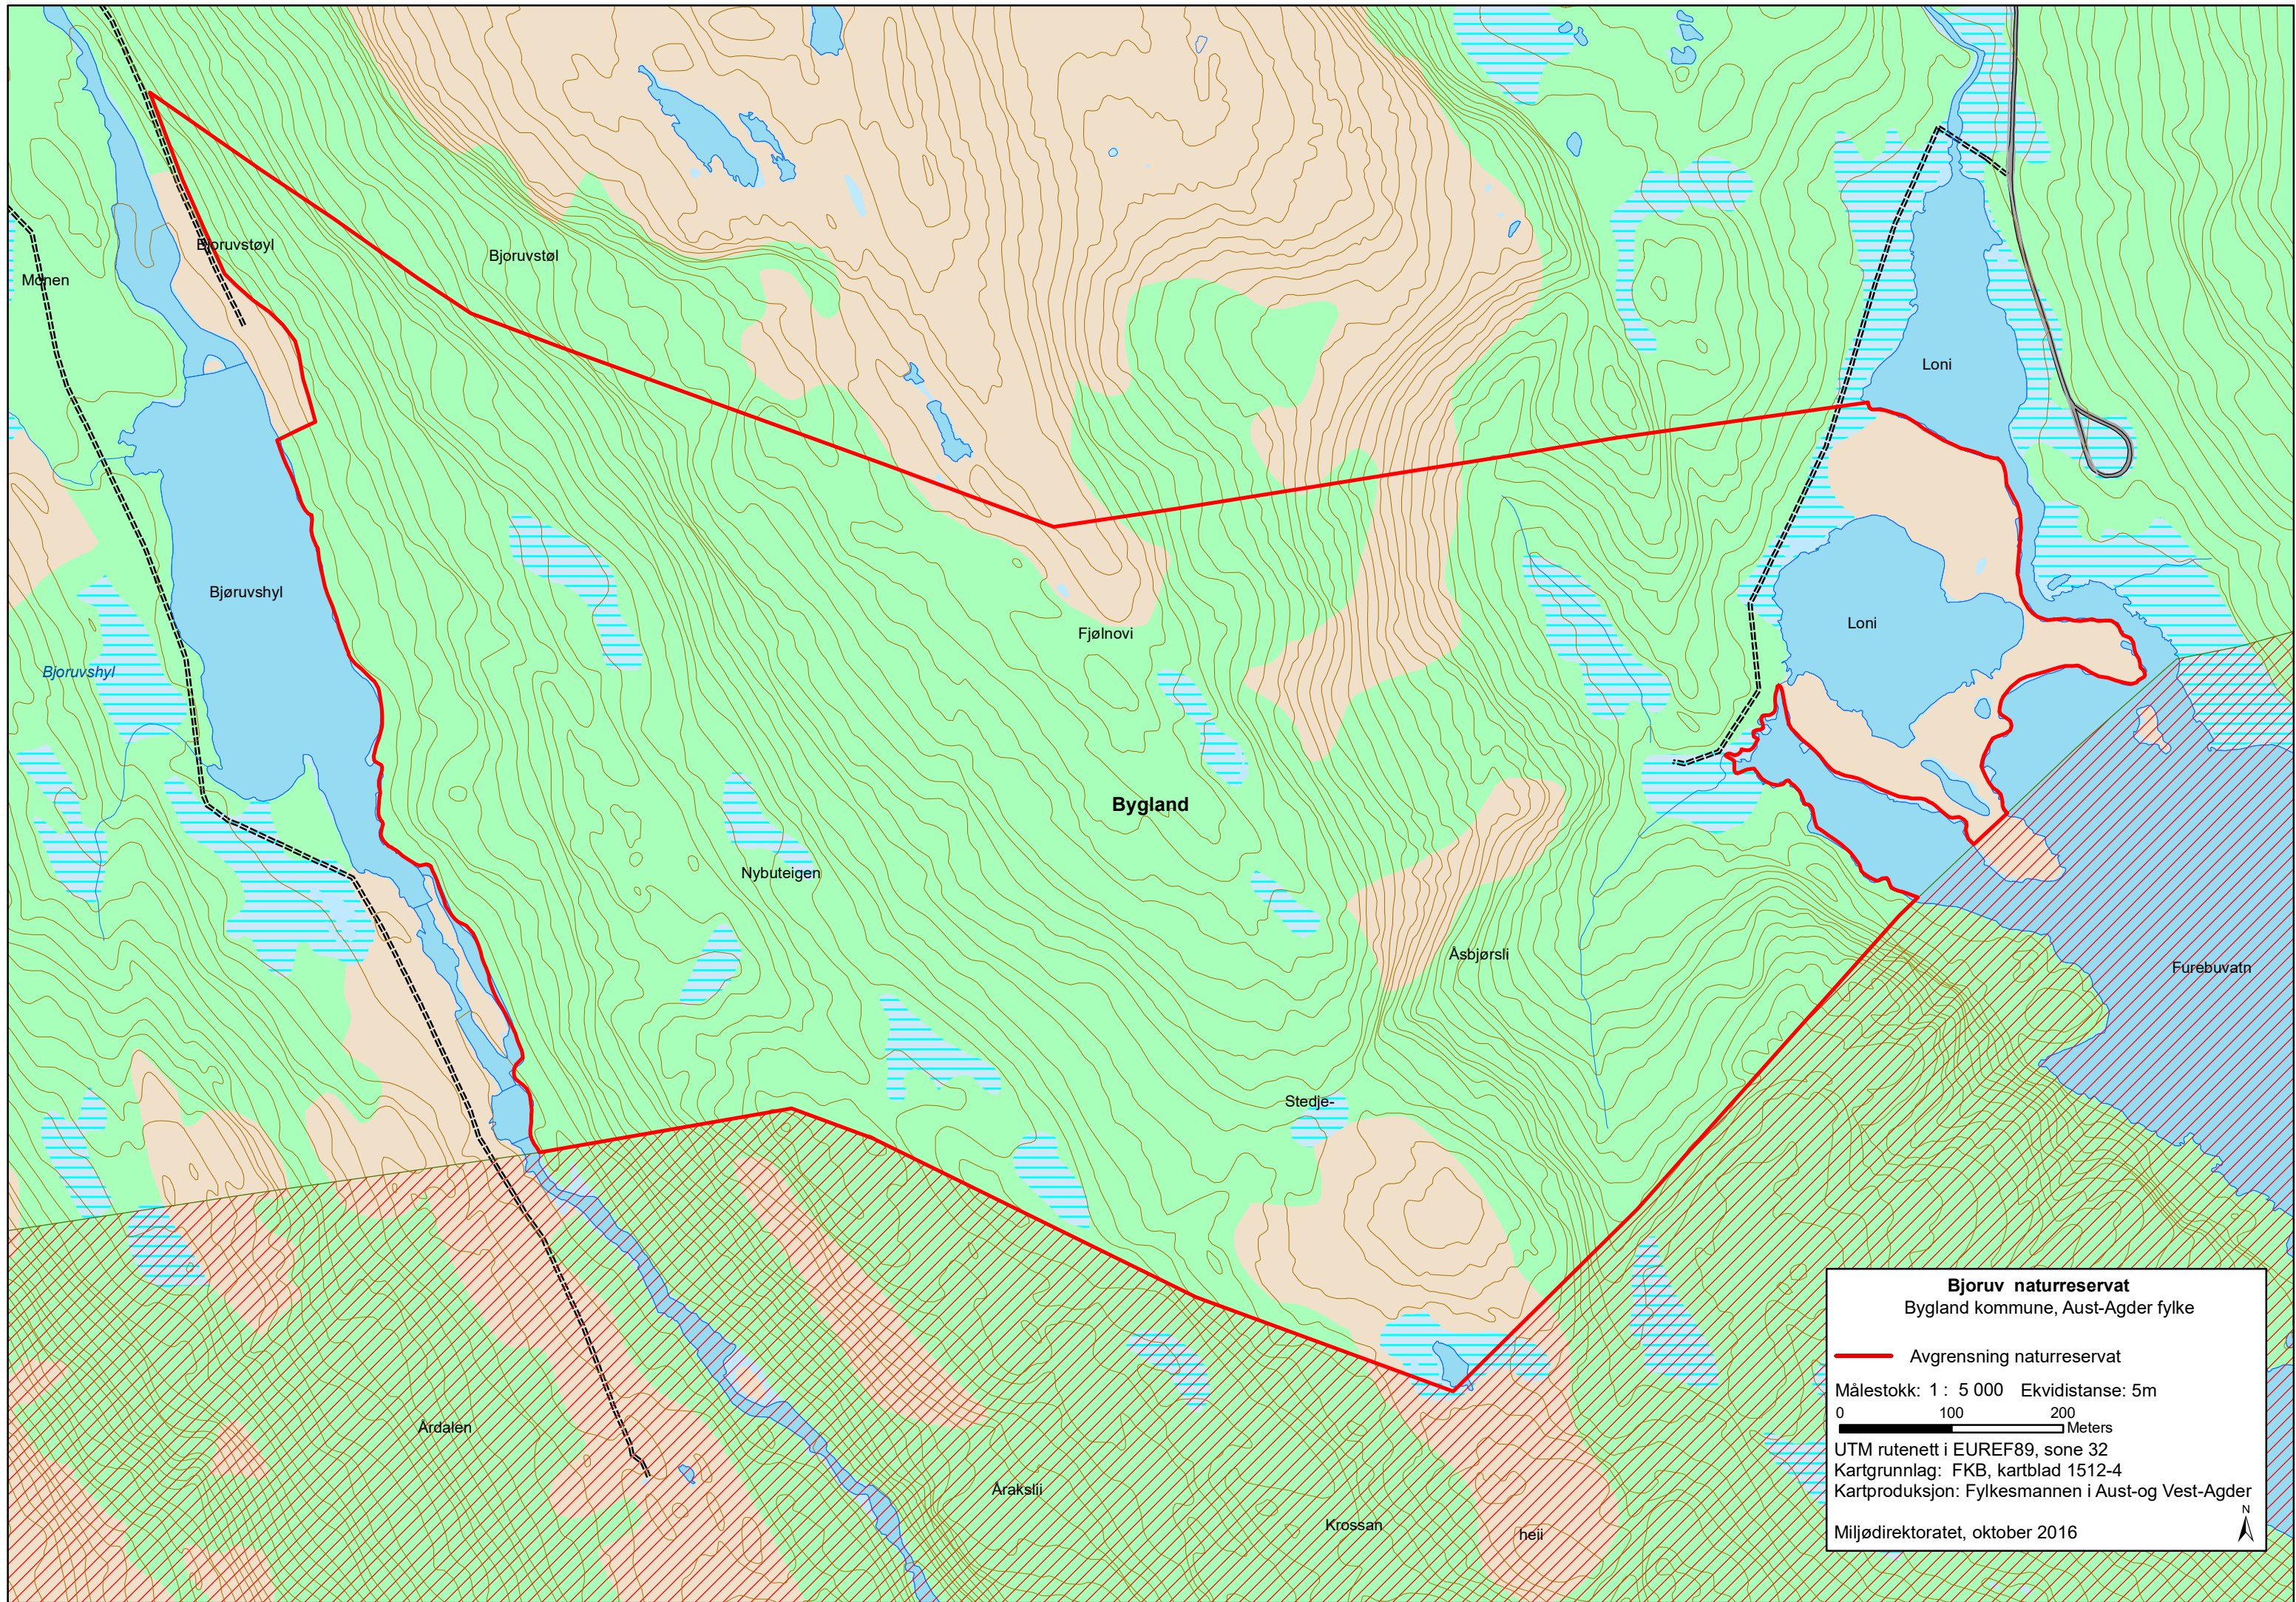 Bjoruvstøyl
Bjoruvstøl
Monen
Loni
Bjøruvshyl
Loni
Fjølnovi
Bjoruvshyl
Bygland
Nybuteigen
Åsbjørsli
Furebuvatn
Stedje-
Årdalen
Årakslii
Krossan
heii
Bjoruv naturreservat
Bygland kommune, Aust-Agder fylke
Avgrensning naturreservat
Målestokk: 1 : 5 000 Ekvidistanse: 5m
0 100 200
Meters
UTM rutenett i EUREF89, sone 32
Kartgrunnlag: FKB, kartblad 1512-4
Kartproduksjon: Fylkesmannen i Aust-og Vest-Agder
N
Miljødirektoratet, oktober 2016